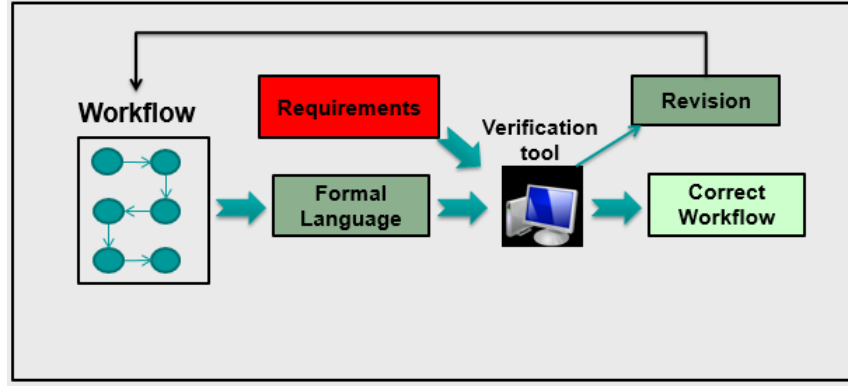 Workflow
Requirements
Verification
tool
Revision
Formal
Language
Correct
Workflow